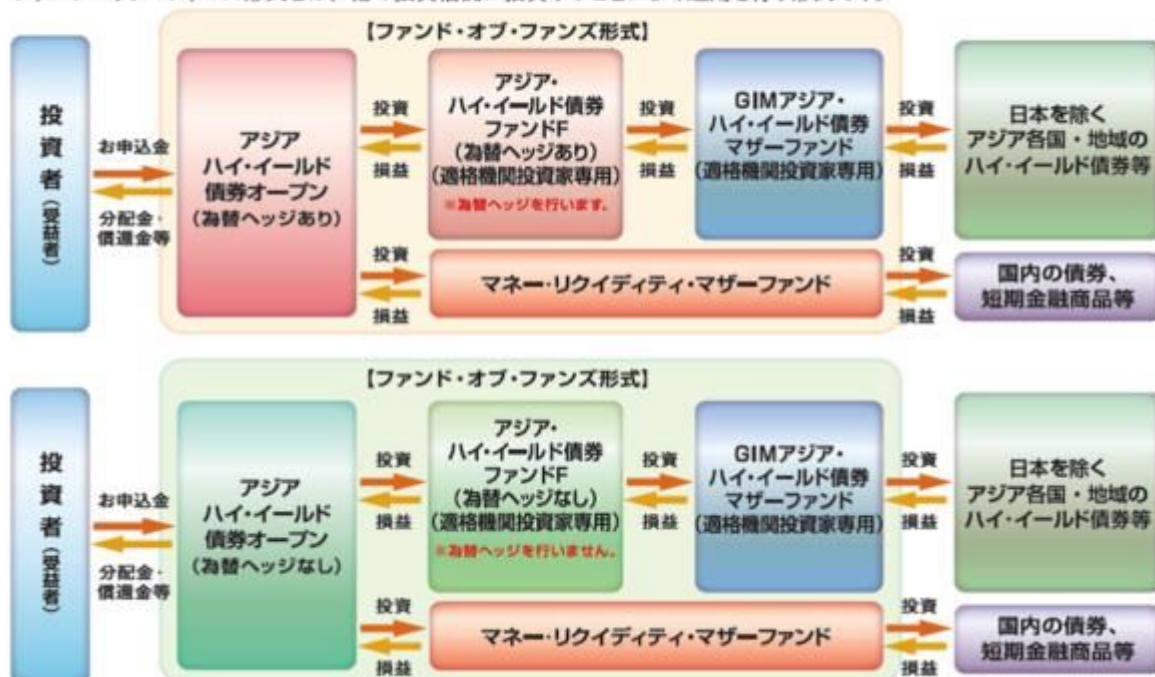 【ファンド・オブ・ファンズ形式】
投資者(受益者)
お申込金
分配金・
償還金等
アジア
ハイ・イールド
債券オープン
(為替ヘッジあり)
投資
損益
アジア・
ハイ・イールド債券
ファンドF
(為替ヘッジあり)
(適格機関投資家専用)
※為替ヘッジを行います。
投資
損益
GIMアジア・
ハイ・イールド債券
マザーファンド
(適格機関投資家専用)
投資
損益
日本を除く
アジア各国・地域の
ハイ・イールド債券等
投資
損益
マネー・リクイディティ・マザーファンド
投資
損益
国内の債券、
短期金融商品等
【ファンド・オブ・ファンズ形式】
投資者(受益者)
お申込金
分配金・
償還金等
アジア
ハイ・イールド
債券オープン
(為替ヘッジなし)
投資
損益
アジア・
ハイ・イールド債券
ファンドF
(為替ヘッジなし)
(適格機関投資家専用)
※為替ヘッジを行いません。
投資
損益
GIMアジア・
ハイ・イールド債券
マザーファンド
(適格機関投資家専用)
投資
損益
日本を除く
アジア各国・地域の
ハイ・イールド債券等
投資
損益
マネー・リクイディティ・マザーファンド
投資
損益
国内の債券、
短期金融商品等